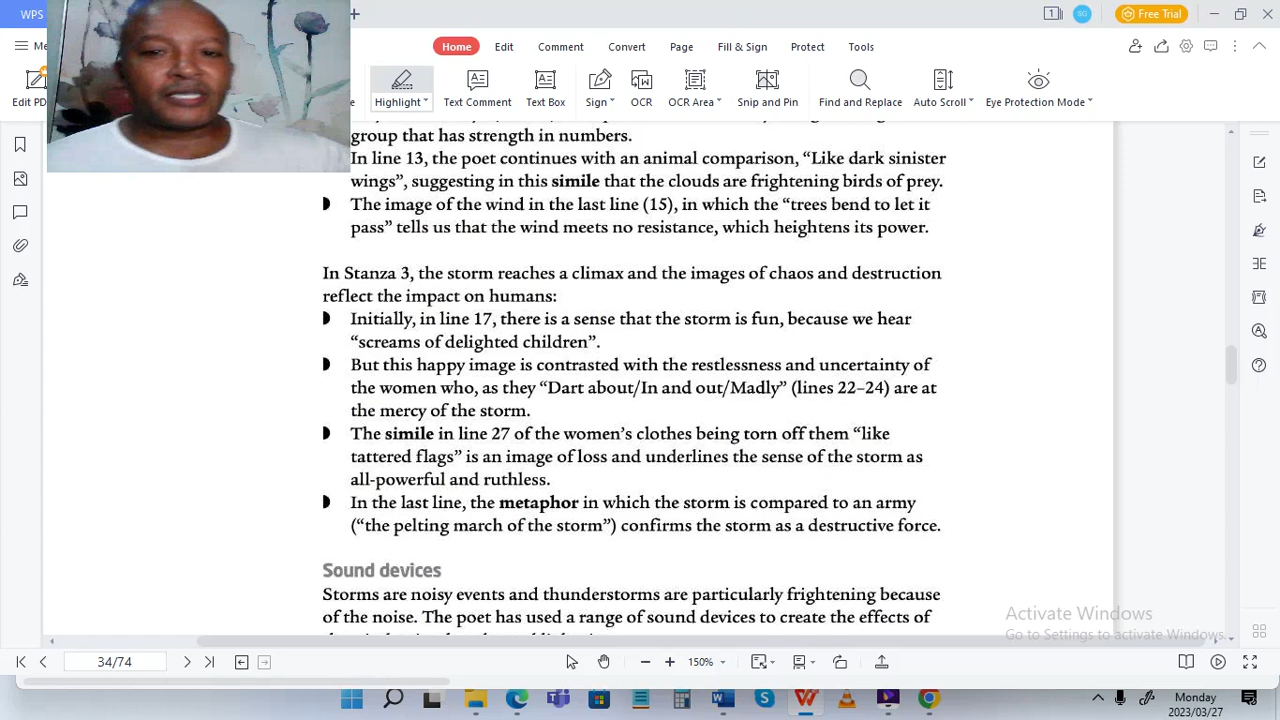 WPS
SG
Free Trial
Home
Edit
Comment
Convert
Page
Fill & Sign
Protect
Tools
Edit PD
Highlight
Text Comment
Text Box
Sign
OCR
OCR Area
Snip and Pin
Find and Replace
Auto Scroll
Eye Protection Mode
group that has strength in numbers.
In line 13, the poet continues with an animal comparison, “Like dark sinister
wings”, suggesting in this simile that the clouds are frightening birds of prey.
The image of the wind in the last line (15), in which the “trees bend to let it
pass” tells us that the wind meets no resistance, which heightens its power.
In Stanza 3, the storm reaches a climax and the images of chaos and destruction
reflect the impact on humans:
Initially, in line 17, there is a sense that the storm is fun, because we hear
“screams of delighted children”.
But this happy image is contrasted with the restlessness and uncertainty of
the women who, as they “Dart about/In and out/Madly” (lines 22–24) are at
the mercy of the storm.
The simile in line 27 of the women’s clothes being torn off them “like
tattered flags” is an image of loss and underlines the sense of the storm as
all-powerful and ruthless.
In the last line, the metaphor in which the storm is compared to an army
(“the pelting march of the storm”) confirms the storm as a destructive force.
Sound devices
Storms are noisy events and thunderstorms are particularly frightening because
of the noise. The poet has used a range of sound devices to create the effects of
Activate Windows
Go to Settings to activate Windows.
34/74
150%
Monday
2023/03/27